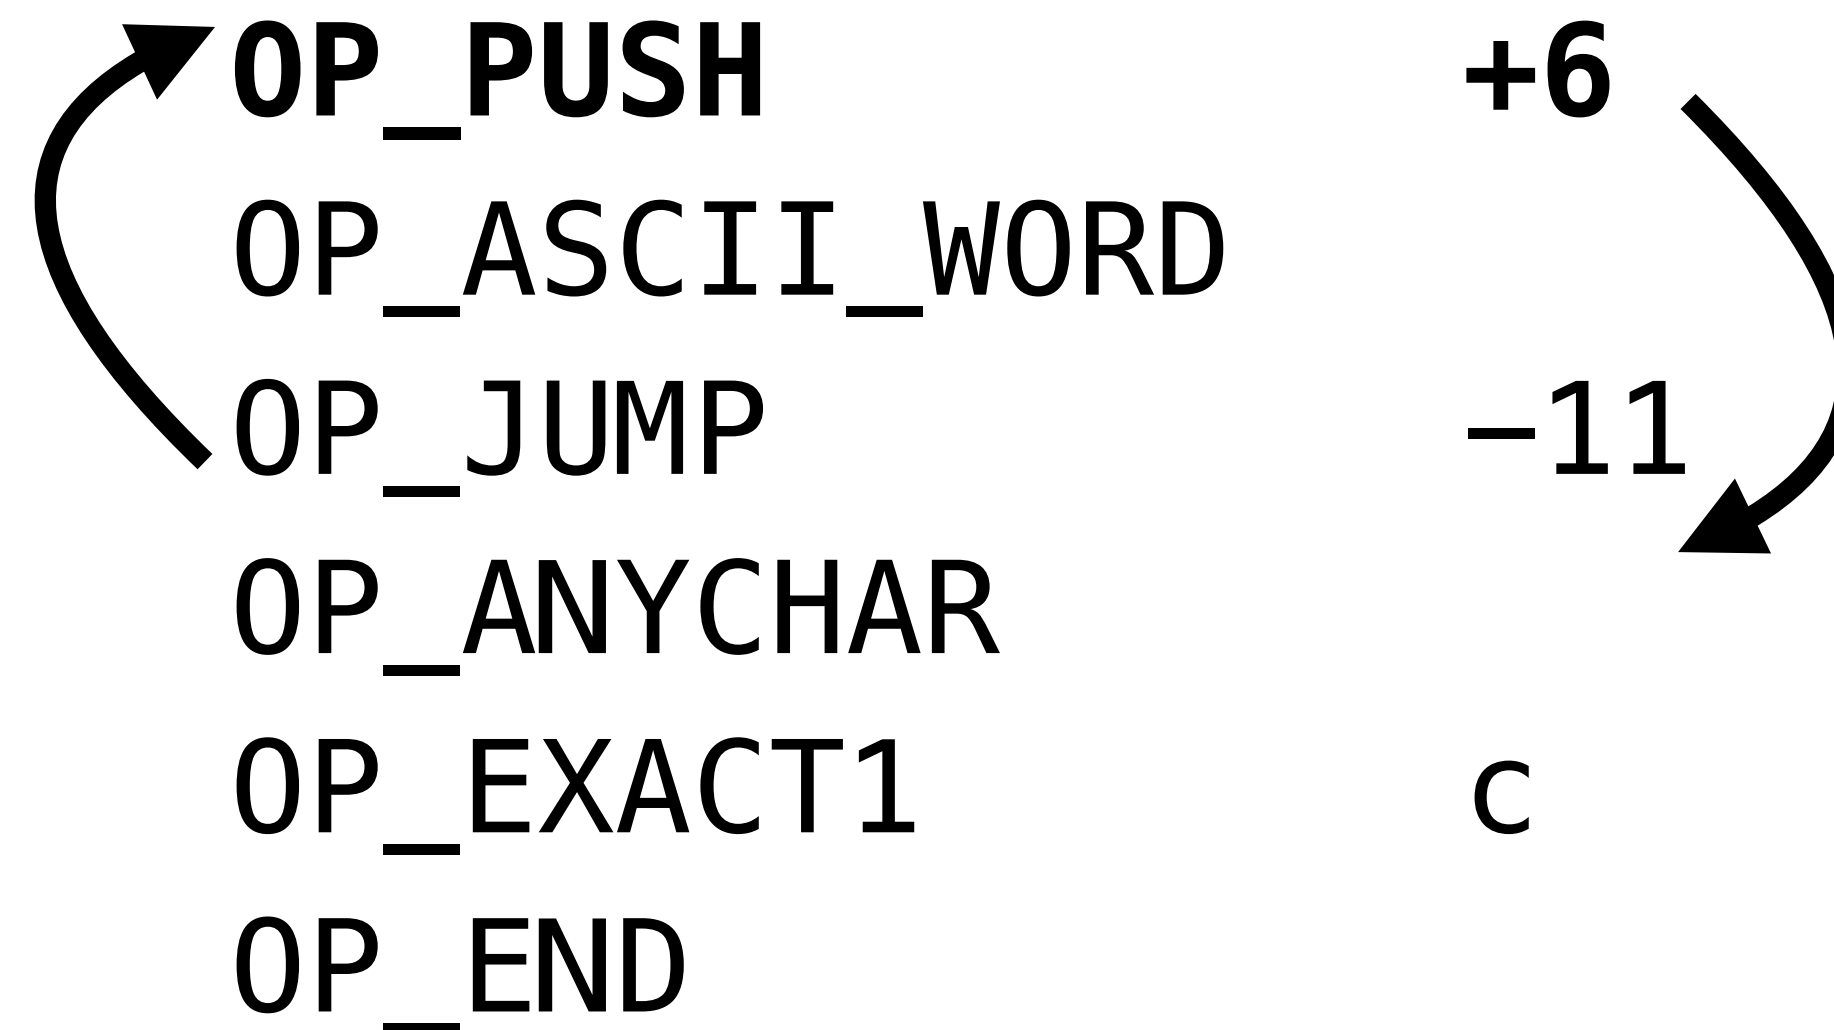 OP_PUSH +6
OP_ASCII_WORD
OP_JUMP −11
OP_ANYCHAR
OP_EXACT1 c
OP_END